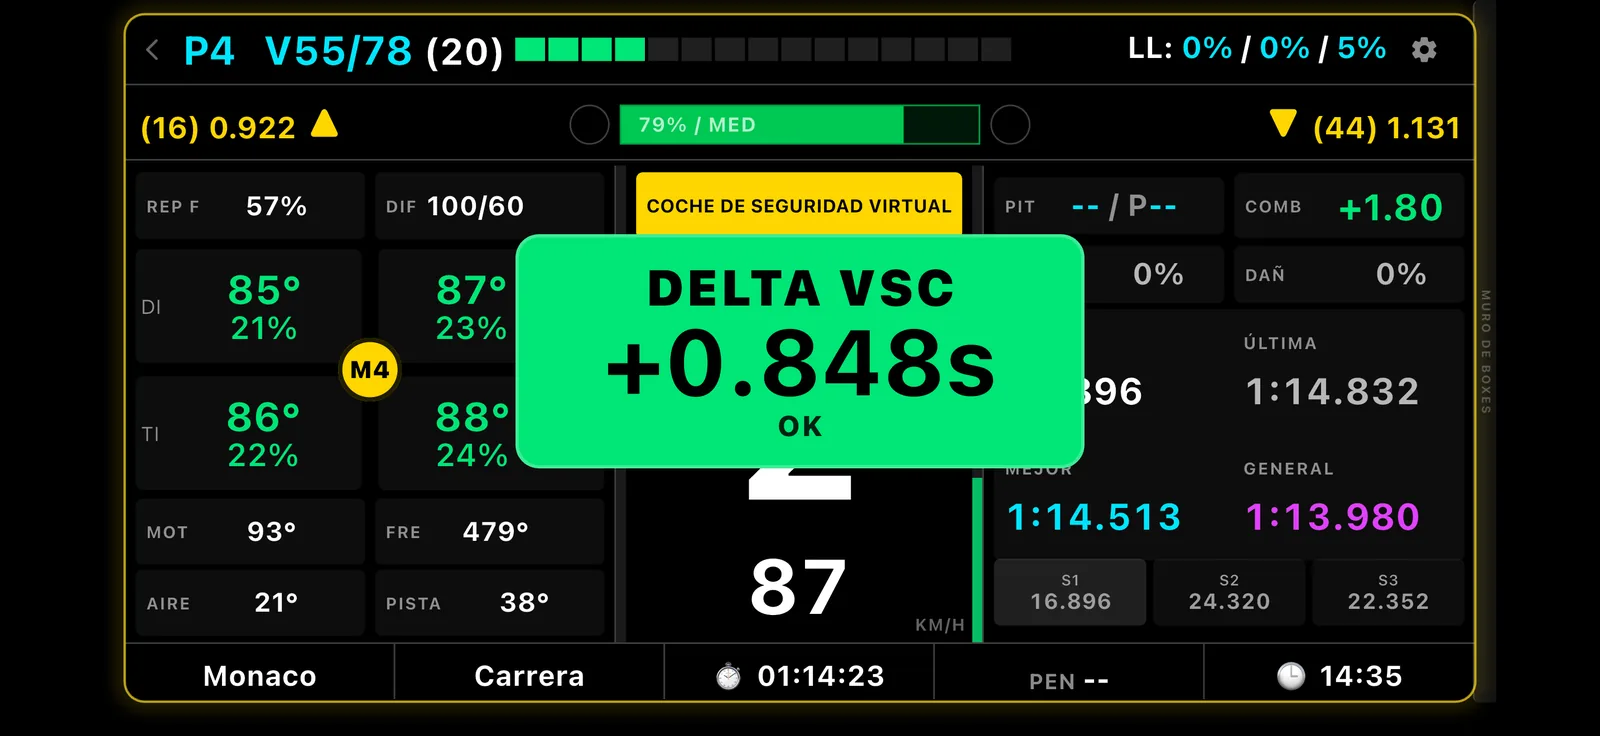 P4 V55/78 (20)
LL: 0% / 0% / 5%
(16) 0.922
79% / MED
(44) 1.131
REP F 57%
DIF 100/60
COCHE DE SEGURIDAD VIRTUAL
PIT -- / P--
COMB +1.80
DI
85°
21%
87°
23%
DELTA VSC
+0.848s
OK
0%
DAÑ 0%
M4
TI
86°
22%
88°
24%
ÚLTIMA
1:14.832
MEJOR
1:14.513
GENERAL
1:13.980
MOT 93°
FRE 479°
AIRE 21°
PISTA 38°
87
KM/H
S1
16.896
S2
24.320
S3
22.352
MURO DE BOXES
Monaco
Carrera
01:14:23
PEN --
14:35